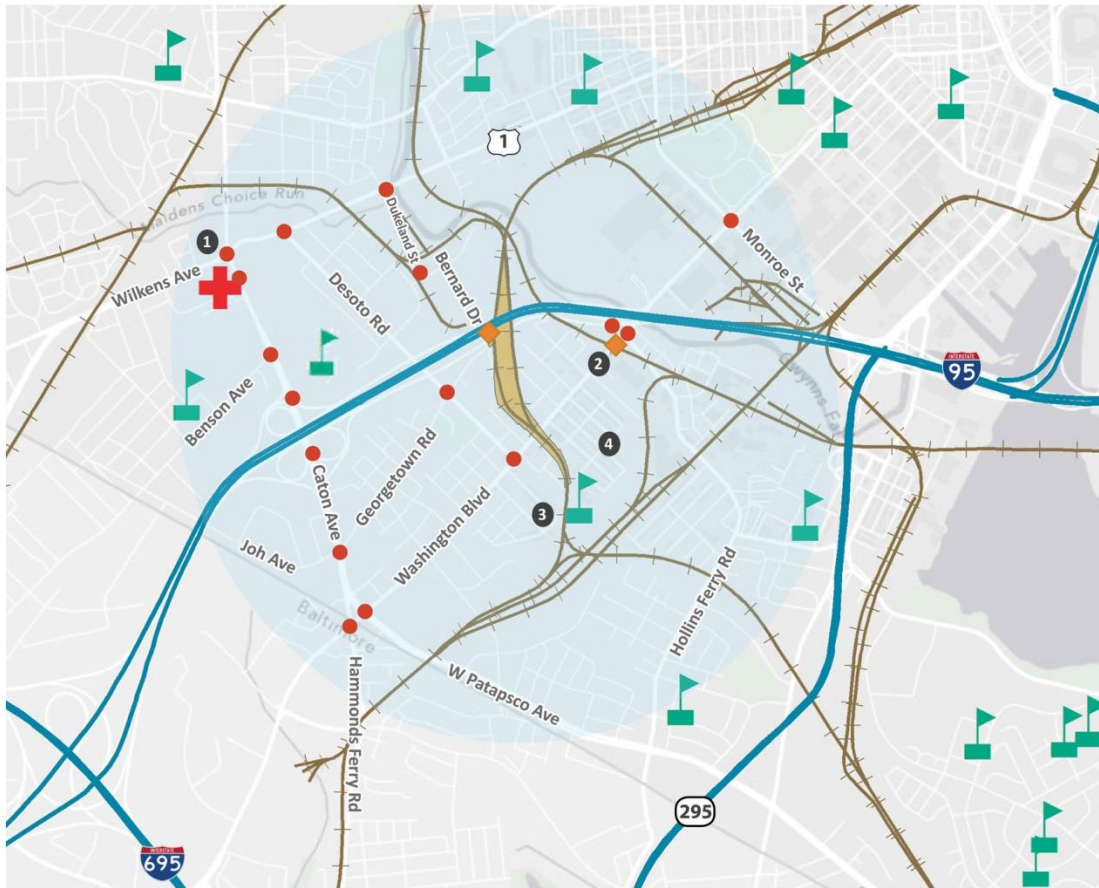 1
Maidens Choice Run
1
Dukeland St
Monroe St
Wilkens Ave
Desoto Rd
Bernard Dr
2
INTERSTATE
95
Benson Ave
Gwynns Fal
4
Georgetown Rd
Caton Ave
3
Joh Ave
Washington Blvd
Hollins Ferry Rd
Baltimore
W Patapsco Ave
Hammonds Ferry Rd
295
INTERSTATE
695